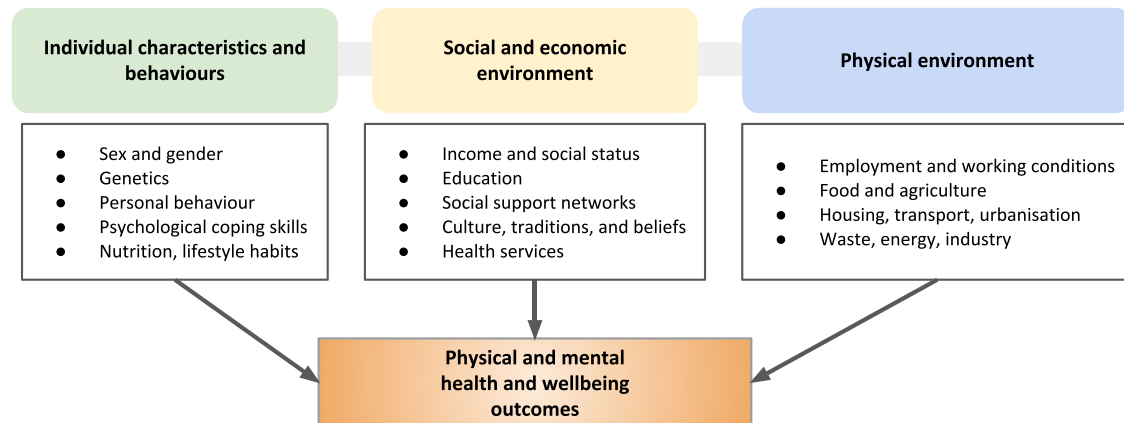 Individual characteristics and
behaviours
Social and economic
environment
Physical environment
● Sex and gender
● Genetics
● Personal behaviour
● Psychological coping skills
● Nutrition, lifestyle habits
● Income and social status
● Education
● Social support networks
● Culture, traditions, and beliefs
● Health services
● Employment and working conditions
● Food and agriculture
● Housing, transport, urbanisation
● Waste, energy, industry
Physical and mental
health and wellbeing
outcomes